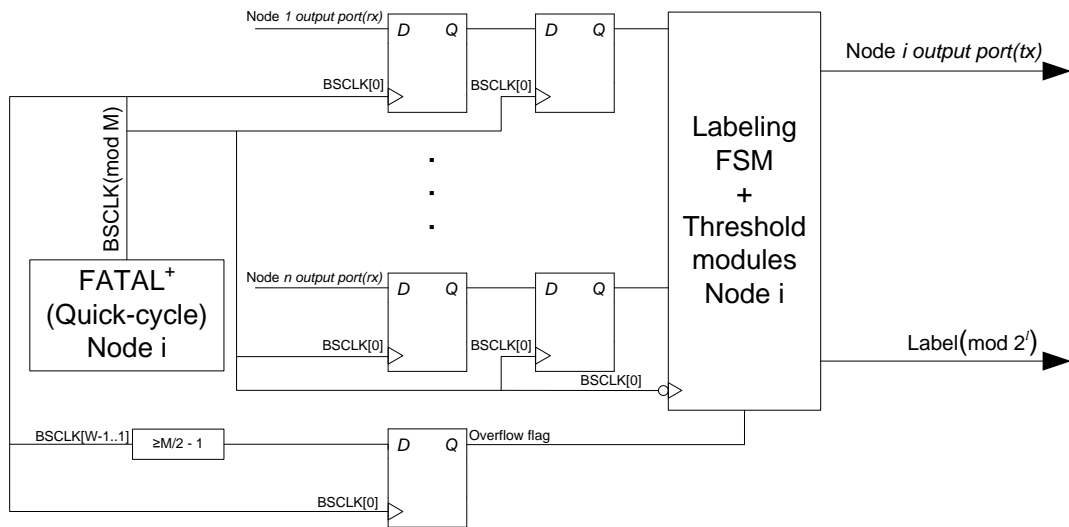 Node 1 output port(rx)
D Q
D Q
BSCLK[0]
BSCLK[0]
BSCLK(mod M)
Node i output port(tx)
Labeling
FSM
+
Threshold
modules
Node i
FATAL+
(Quick-cycle)
Node i
Node n output port(rx)
D Q
D Q
BSCLK[0]
BSCLK[0]
BSCLK[0]
Label(mod 2^l)
BSCLK[W-1..1]
≥M/2 - 1
D Q
Overflow flag
BSCLK[0]